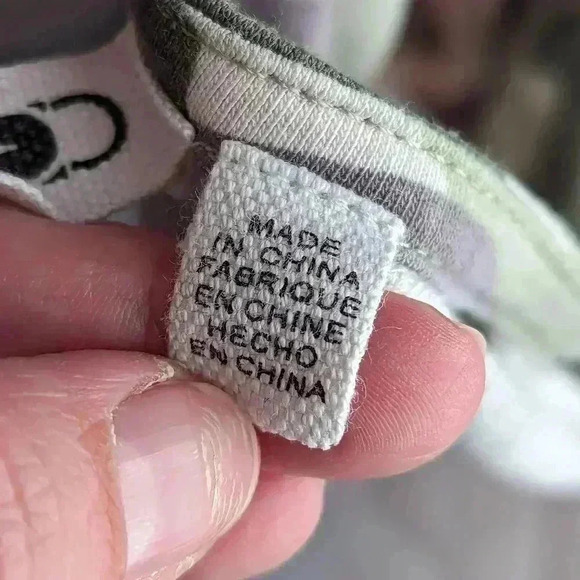 MADE
IN CHINA
FABRIQUE
EN CHINE
HECHO
EN CHINA